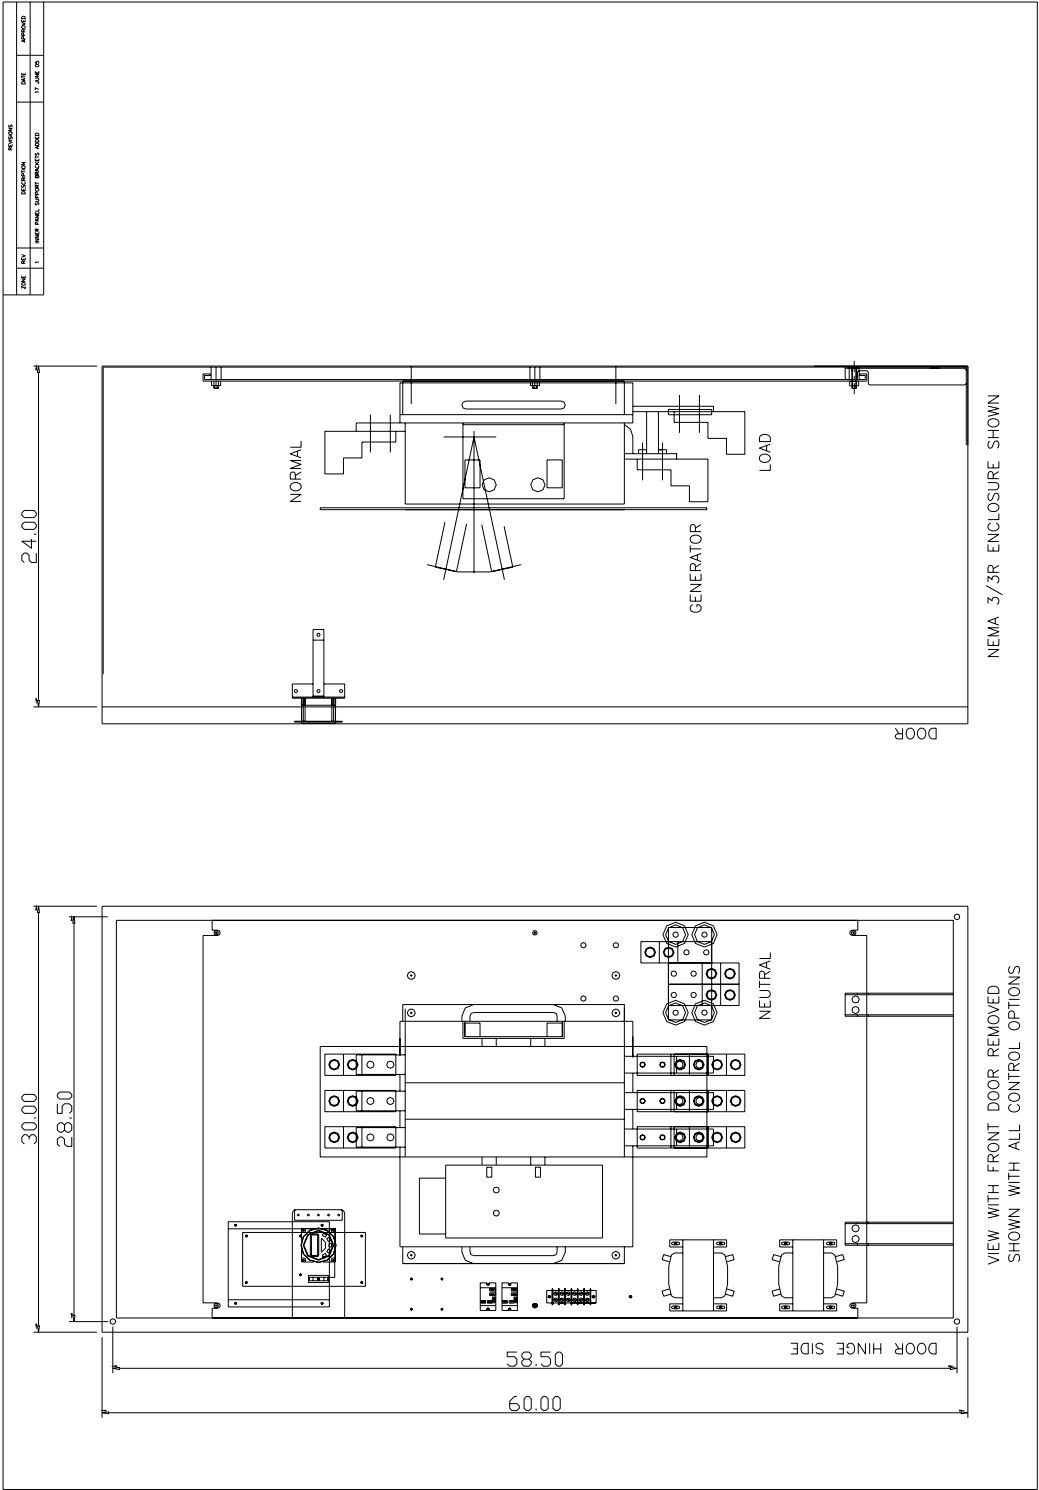 REVISIONS
ZONE REV DESCRIPTION DATE APPROVED
1 INNER PANEL SUPPORT BRACKETS ADDED 17 JUNE 05
30.00
28.50
58.50
60.00
DOOR HINGE SIDE
NEUTRAL
VIEW WITH FRONT DOOR REMOVED
SHOWN WITH ALL CONTROL OPTIONS
24.00
NORMAL
GENERATOR
LOAD
DOOR
NEMA 3/3R ENCLOSURE SHOWN